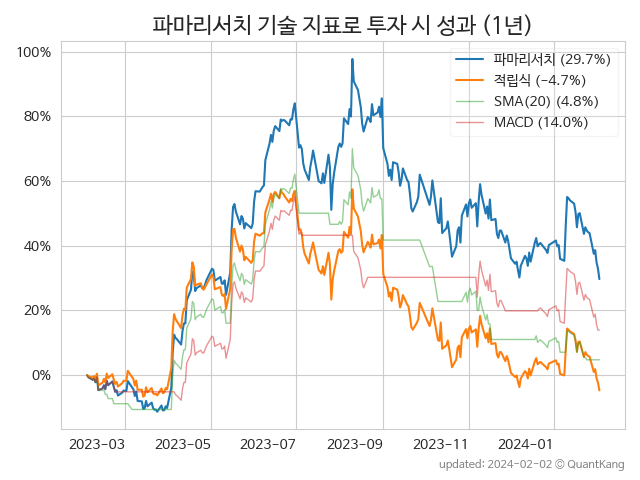 파마리서치 기술 지표로 투자 시 성과 (1년)
파마리서치 (29.7%)
적립식 (−4.7%)
SMA(20) (4.8%)
MACD (14.0%)
100%
80%
60%
40%
20%
0%
2023−03 2023−05 2023−07 2023−09 2023−11 2024−01
updated: 2024−02−02 © QuantKang